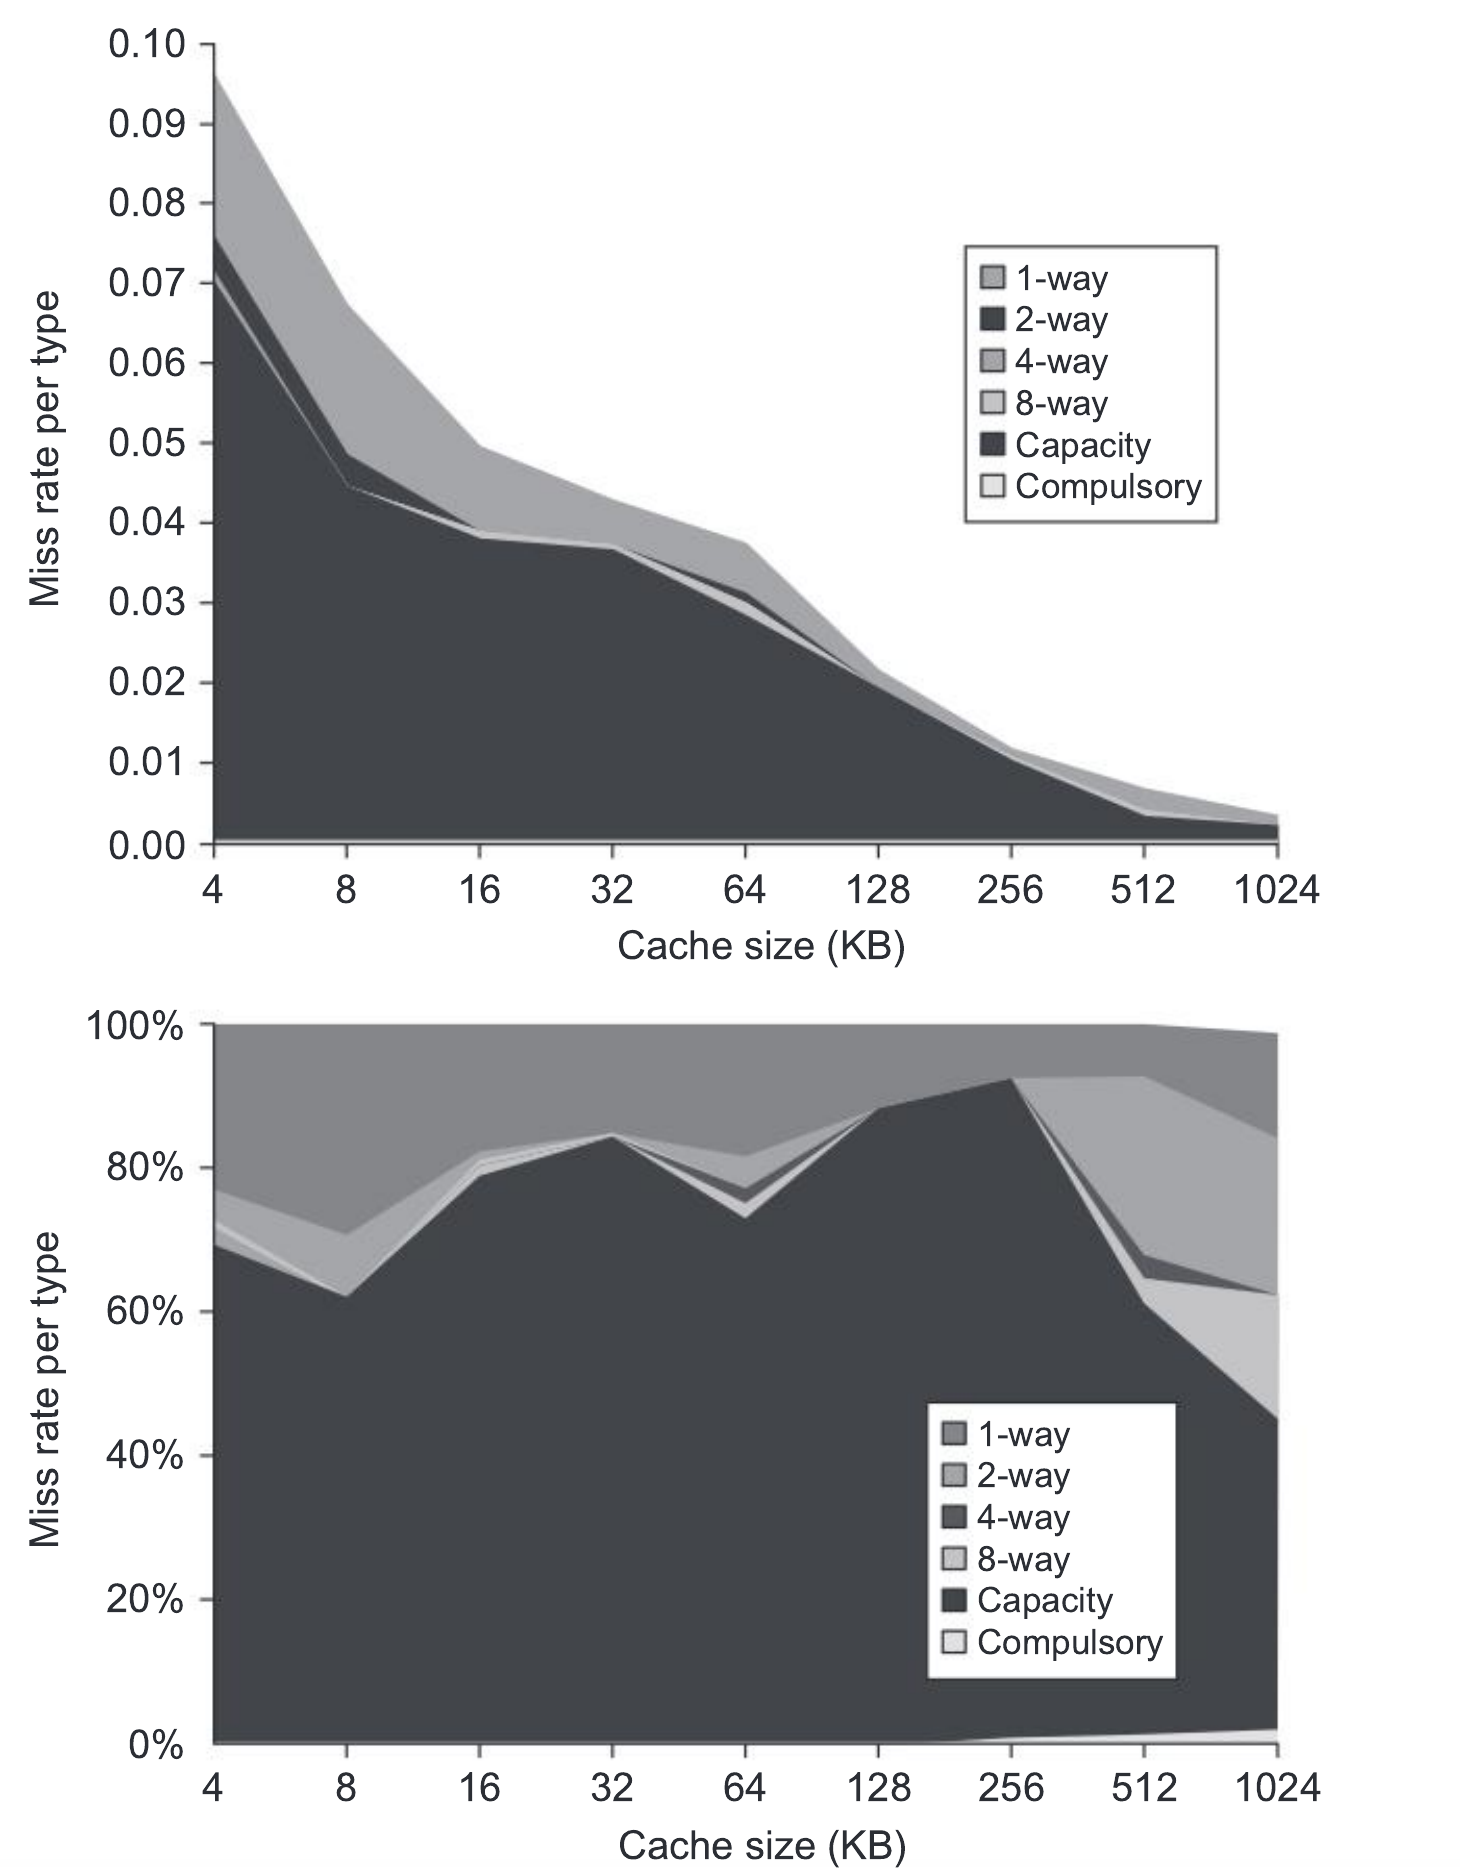 0.10
0.09
0.08
0.07
0.06
0.05
0.04
0.03
0.02
0.01
0.00
Miss rate per type
1-way
2-way
4-way
8-way
Capacity
Compulsory
4 8 16 32 64 128 256 512 1024
Cache size (KB)
100%
80%
60%
40%
20%
0%
Miss rate per type
1-way
2-way
4-way
8-way
Capacity
Compulsory
4 8 16 32 64 128 256 512 1024
Cache size (KB)